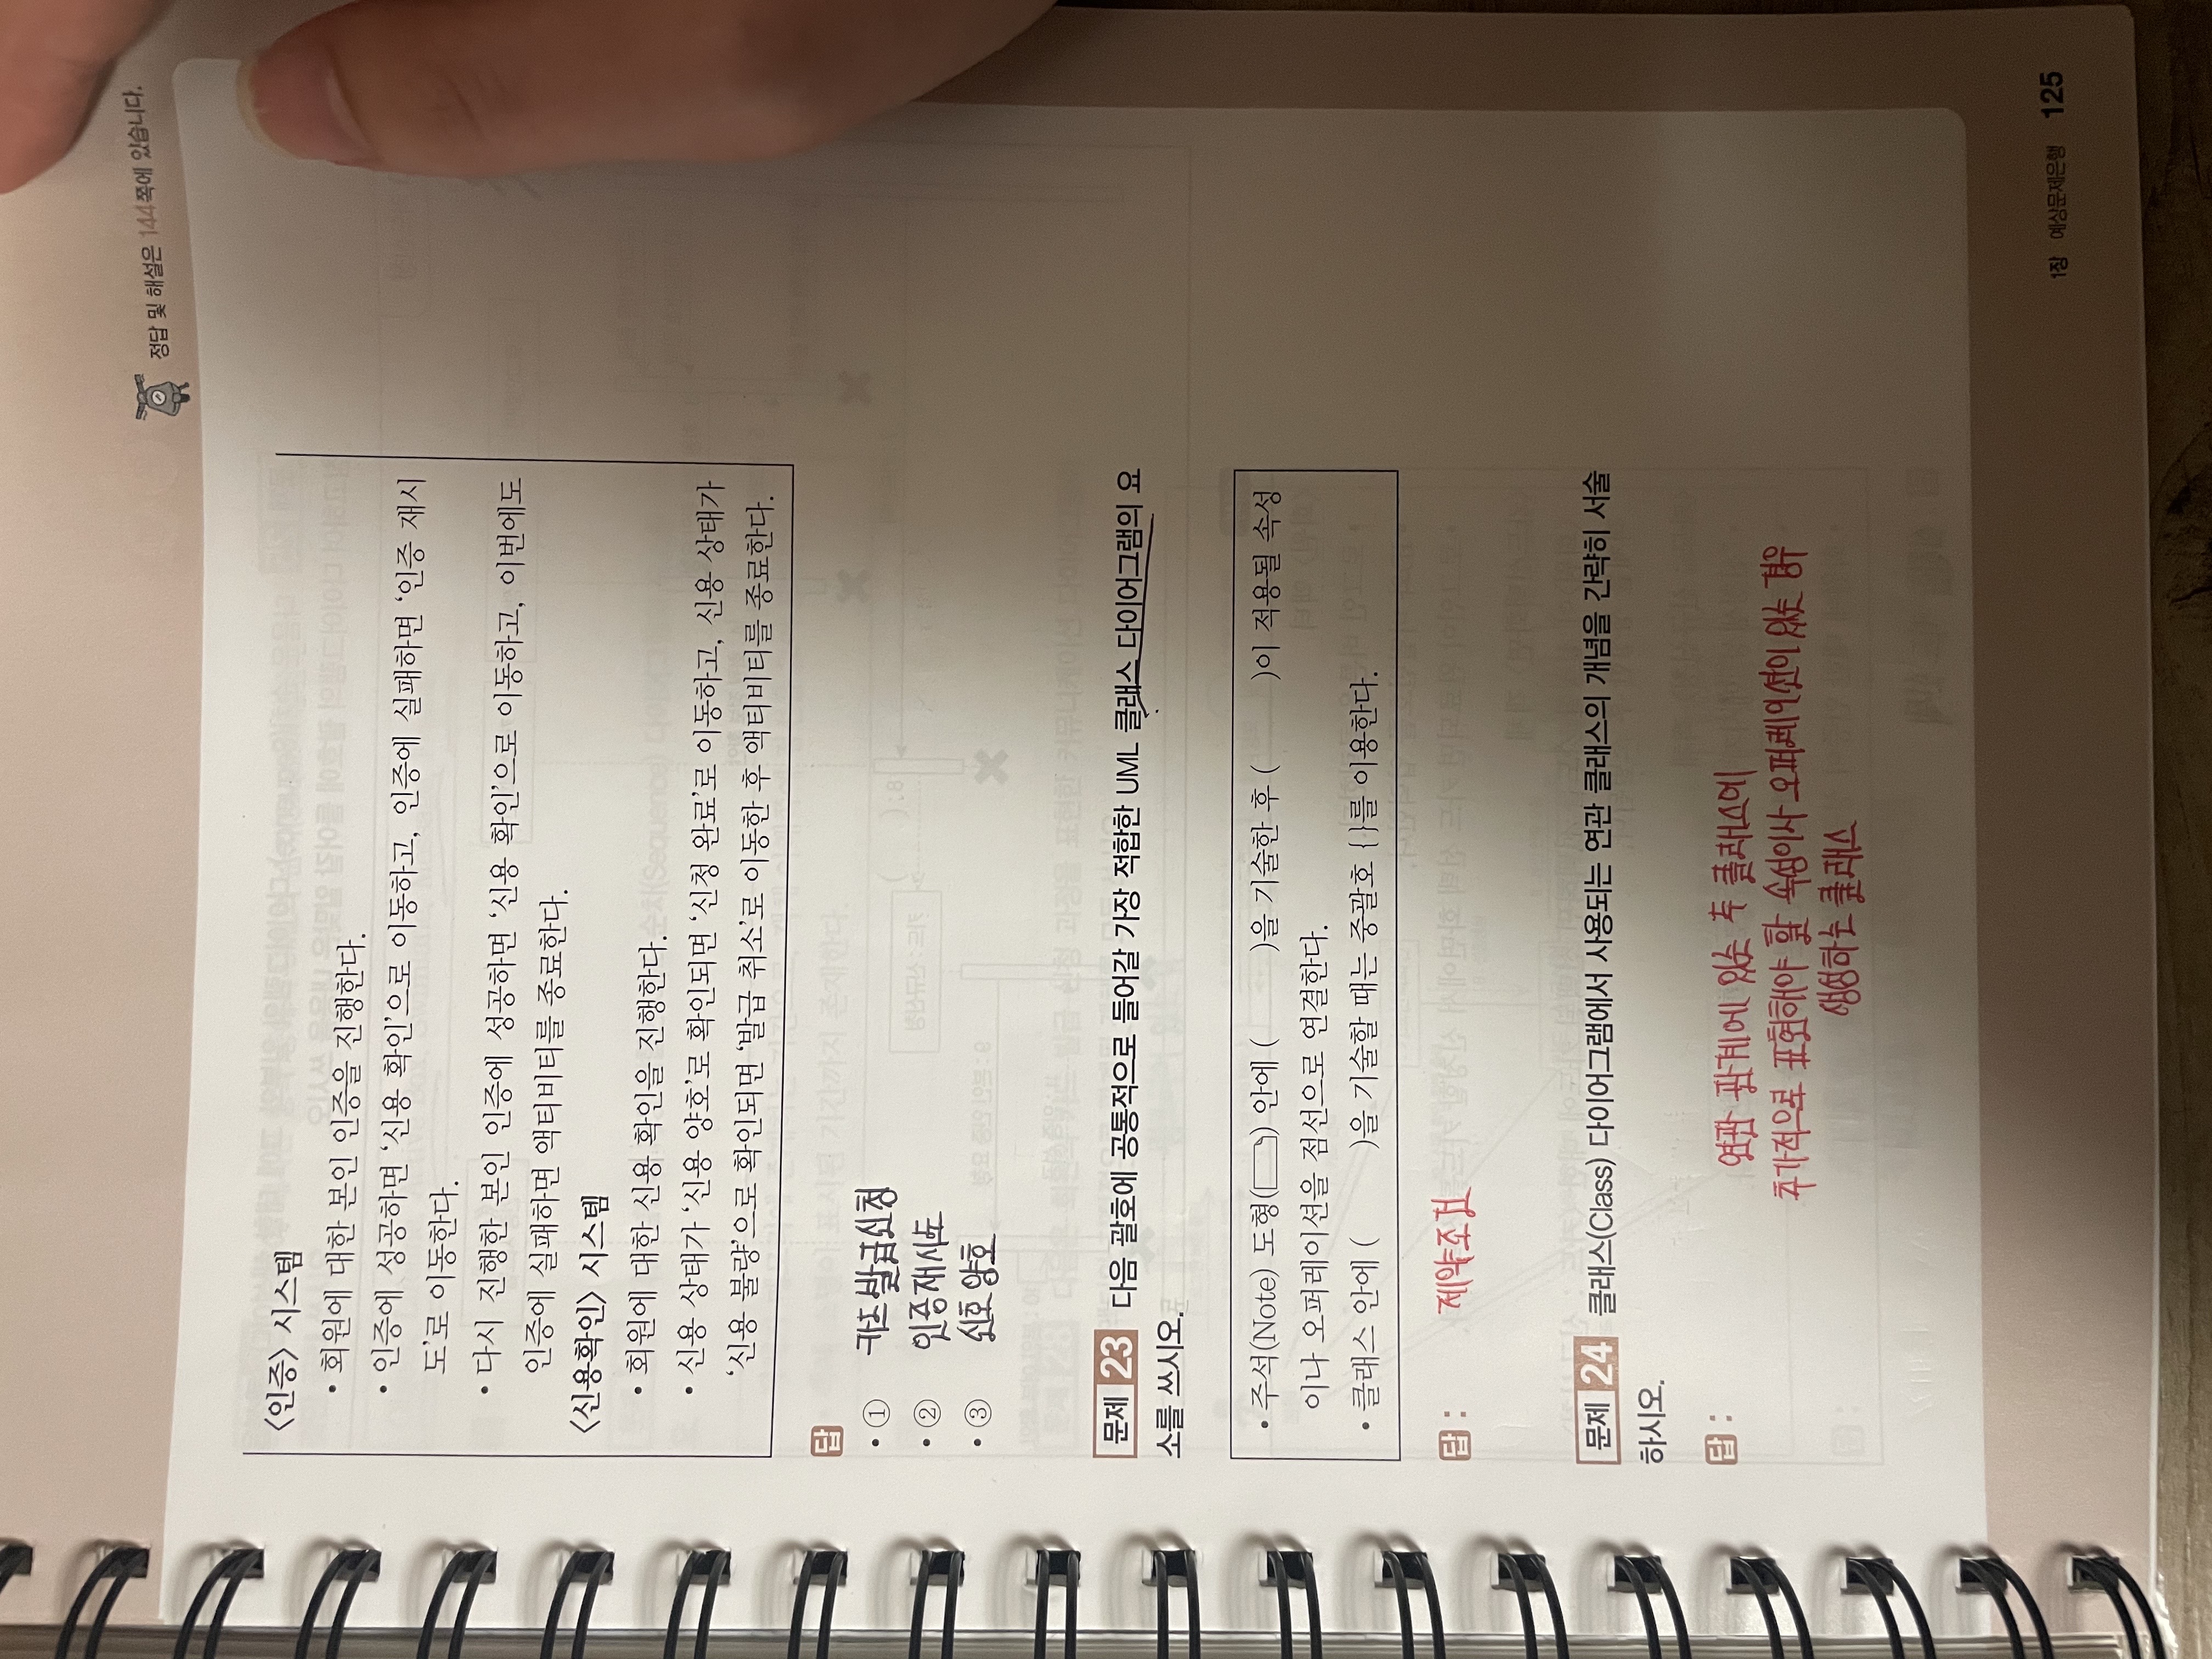 정답 및 해설은 144쪽에 있습니다.
〈인증〉 시스템
• 회원에 대한 본인 인증을 진행한다.
• 인증에 성공하면 ‘신용 확인’으로 이동하고, 인증에 실패하면 ‘인증 재시
도’로 이동한다.
• 다시 진행한 본인 인증에 성공하면 ‘신용 확인’으로 이동하고, 이번에도
인증에 실패하면 액티비티를 종료한다.
〈신용확인〉 시스템
• 회원에 대한 신용 확인을 진행한다.
• 신용 상태가 ‘신용 양호’로 확인되면 ‘신청 완료’로 이동하고, 신용 상태가
‘신용 불량’으로 확인되면 ‘발급 취소’로 이동한 후 액티비티를 종료한다.
답
• ① 카드발급신청
• ② 인증재시도
• ③ 신호양호
문제 23 다음 괄호에 공통적으로 들어갈 가장 적합한 UML 클래스 다이어그램의 요
소를 쓰시오.
• 주석(Note) 도형( ) 안에 ( )을 기술한 후 ( )이 적용될 속성
이나 오퍼레이션을 점선으로 연결한다.
• 클래스 안에 ( )을 기술할 때는 중괄호 { }를 이용한다.
답 : 제약조건
문제 24 클래스(Class) 다이어그램에서 사용되는 연관 클래스의 개념을 간략히 서술
하시오.
답 :
연관 관계에 있는 두 클래스에
추가적으로 표현해야 할 속성이나 오퍼레이션이 있는 경우
생성하는 클래스
1장 예상문제은행 125